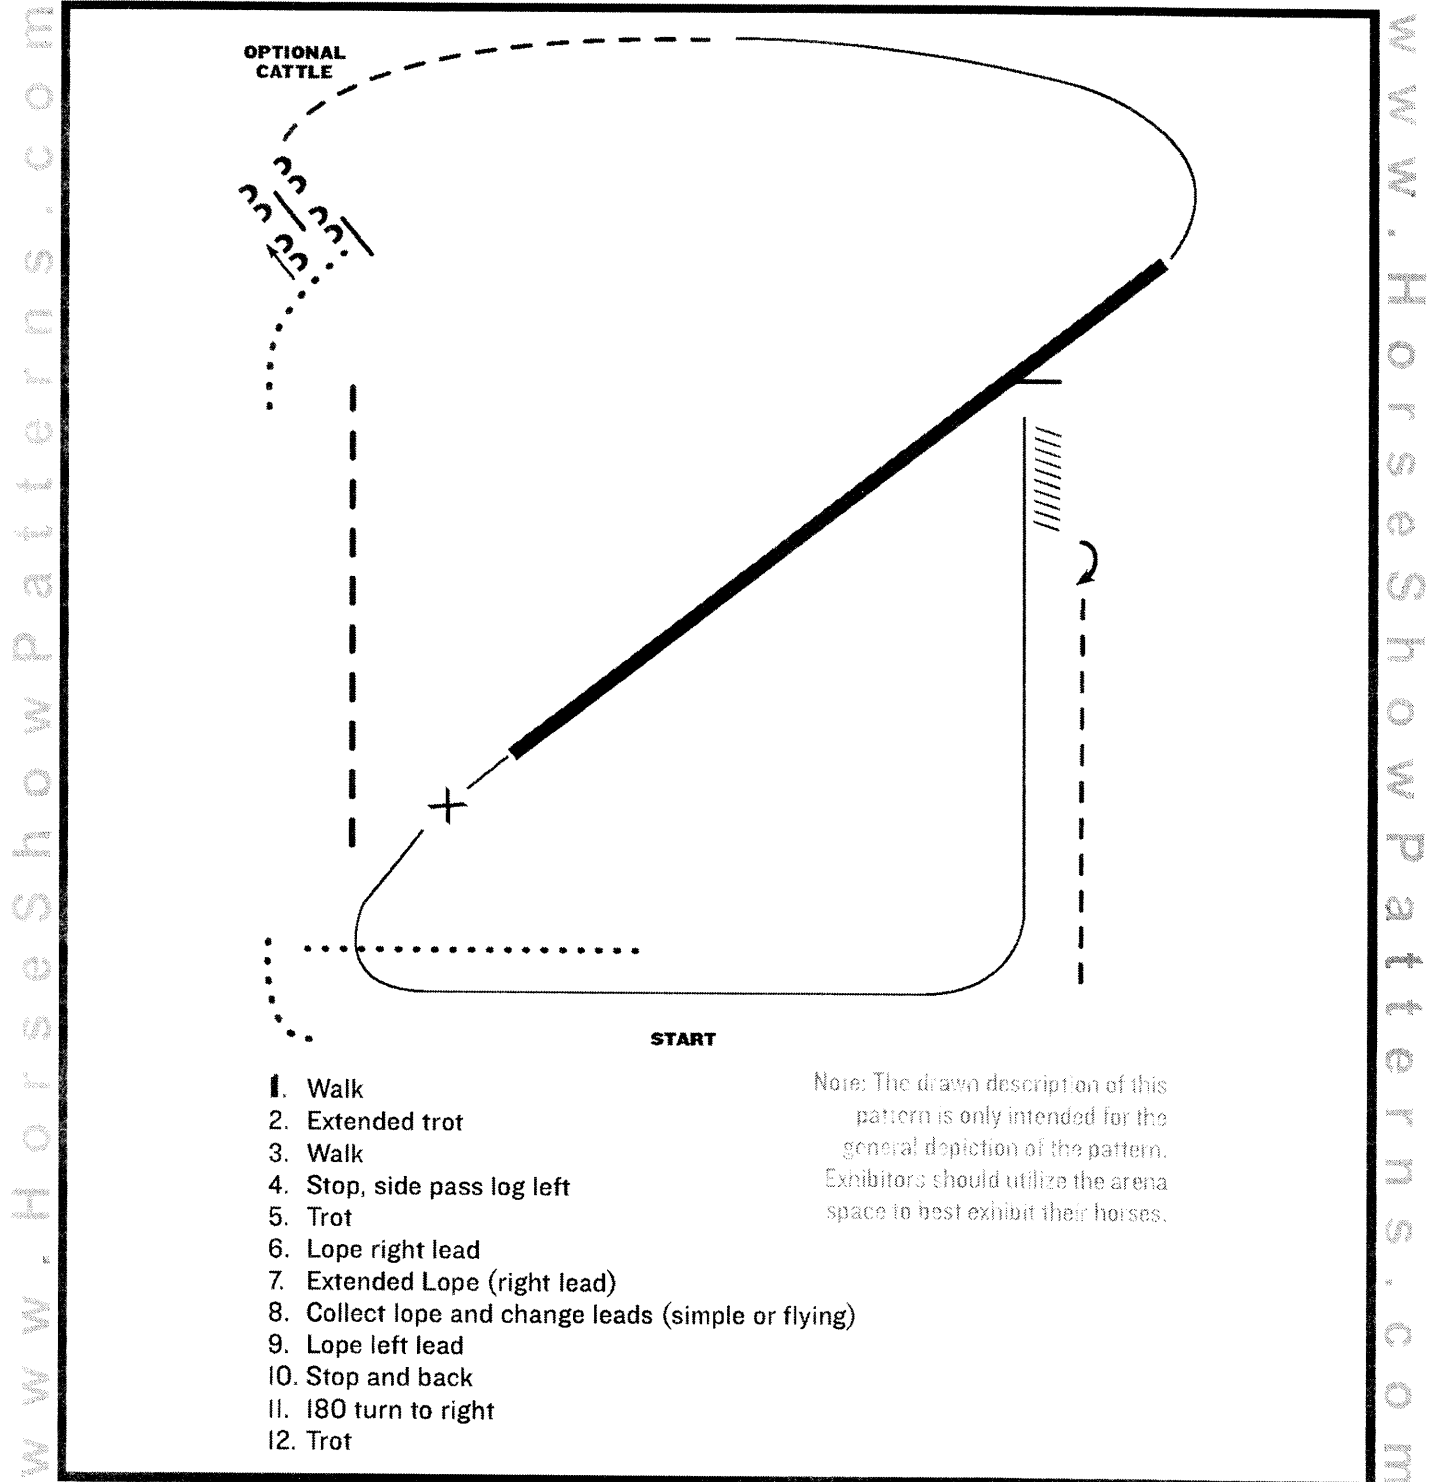 OPTIONAL
CATTLE
START
1. Walk
2. Extended trot
3. Walk
4. Stop, side pass log left
5. Trot
6. Lope right lead
7. Extended Lope (right lead)
8. Collect lope and change leads (simple or flying)
9. Lope left lead
10. Stop and back
11. 180 turn to right
12. Trot
Note: The drawn description of this
pattern is only intended for the
general depiction of the pattern.
Exhibitors should utilize the arena
space to best exhibit their horses.
www.HorseShowPatterns.com
www.HorseShowPatterns.com